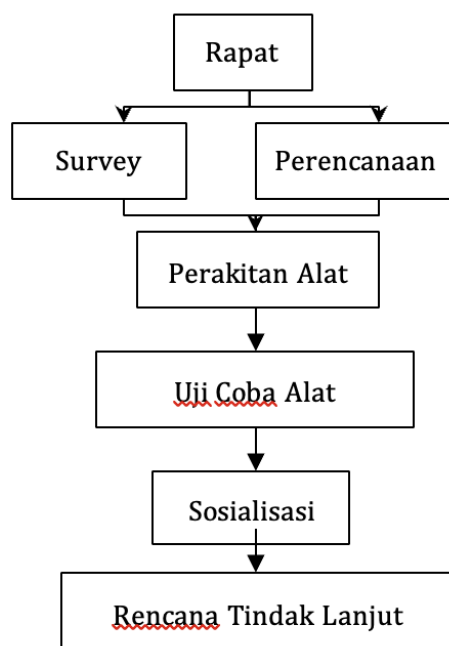 Rapat
Survey
Perencanaan
Perakitan Alat
Uji Coba Alat
Sosialisasi
Rencana Tindak Lanjut